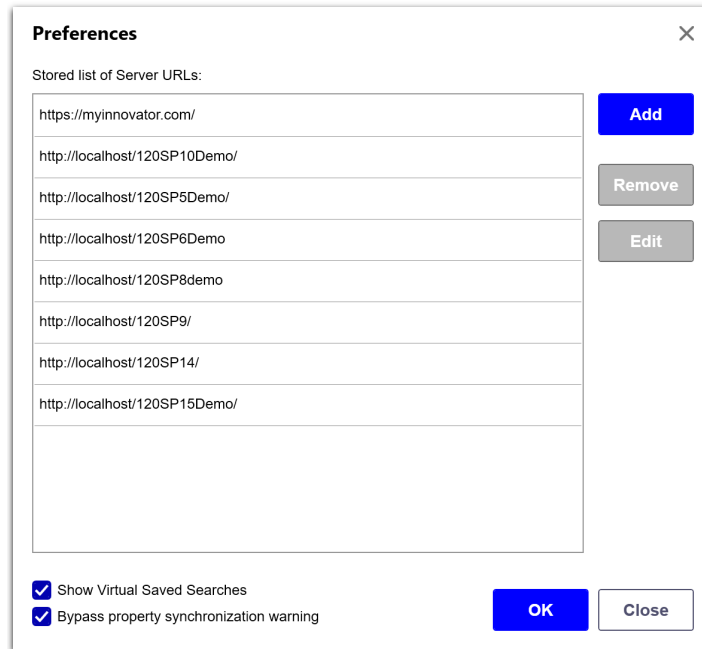 Preferences
Stored list of Server URLs:
https://myinnovator.com/
Add
http://localhost/120SP10Demo/
http://localhost/120SP5Demo/
Remove
http://localhost/120SP6Demo
Edit
http://localhost/120SP8demo
http://localhost/120SP9/
http://localhost/120SP14/
http://localhost/120SP15Demo/
Show Virtual Saved Searches
Bypass property synchronization warning
OK
Close